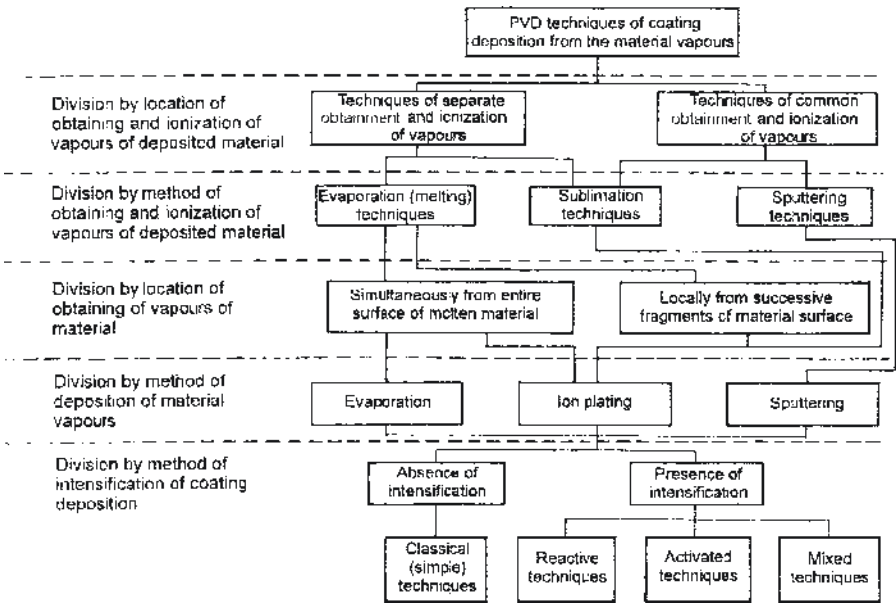 PVD techniques of coating
deposition from the material vapours
Division by location of
obtaining and ionization of
vapours of deposited material
Techniques of separate
obtainment and ionization
of vapours
Techniques of common
obtainment and ionization
of vapours
Division by method of
obtaining and ionization of
vapours of deposited material
Evaporation (melting)
techniques
Sublimation
techniques
Sputtering
techniques
Division by location of
obtaining of vapours of
material
Simultaneously from entire
surface of molten material
Locally from successive
fragments of material surface
Division by method of
deposition of material
vapours
Evaporation
Ion plating
Sputtering
Division by method of
intensification of coating
deposition
Absence of
intensification
Presence of
intensification
Classical
(simple)
techniques
Reactive
techniques
Activated
techniques
Mixed
techniques